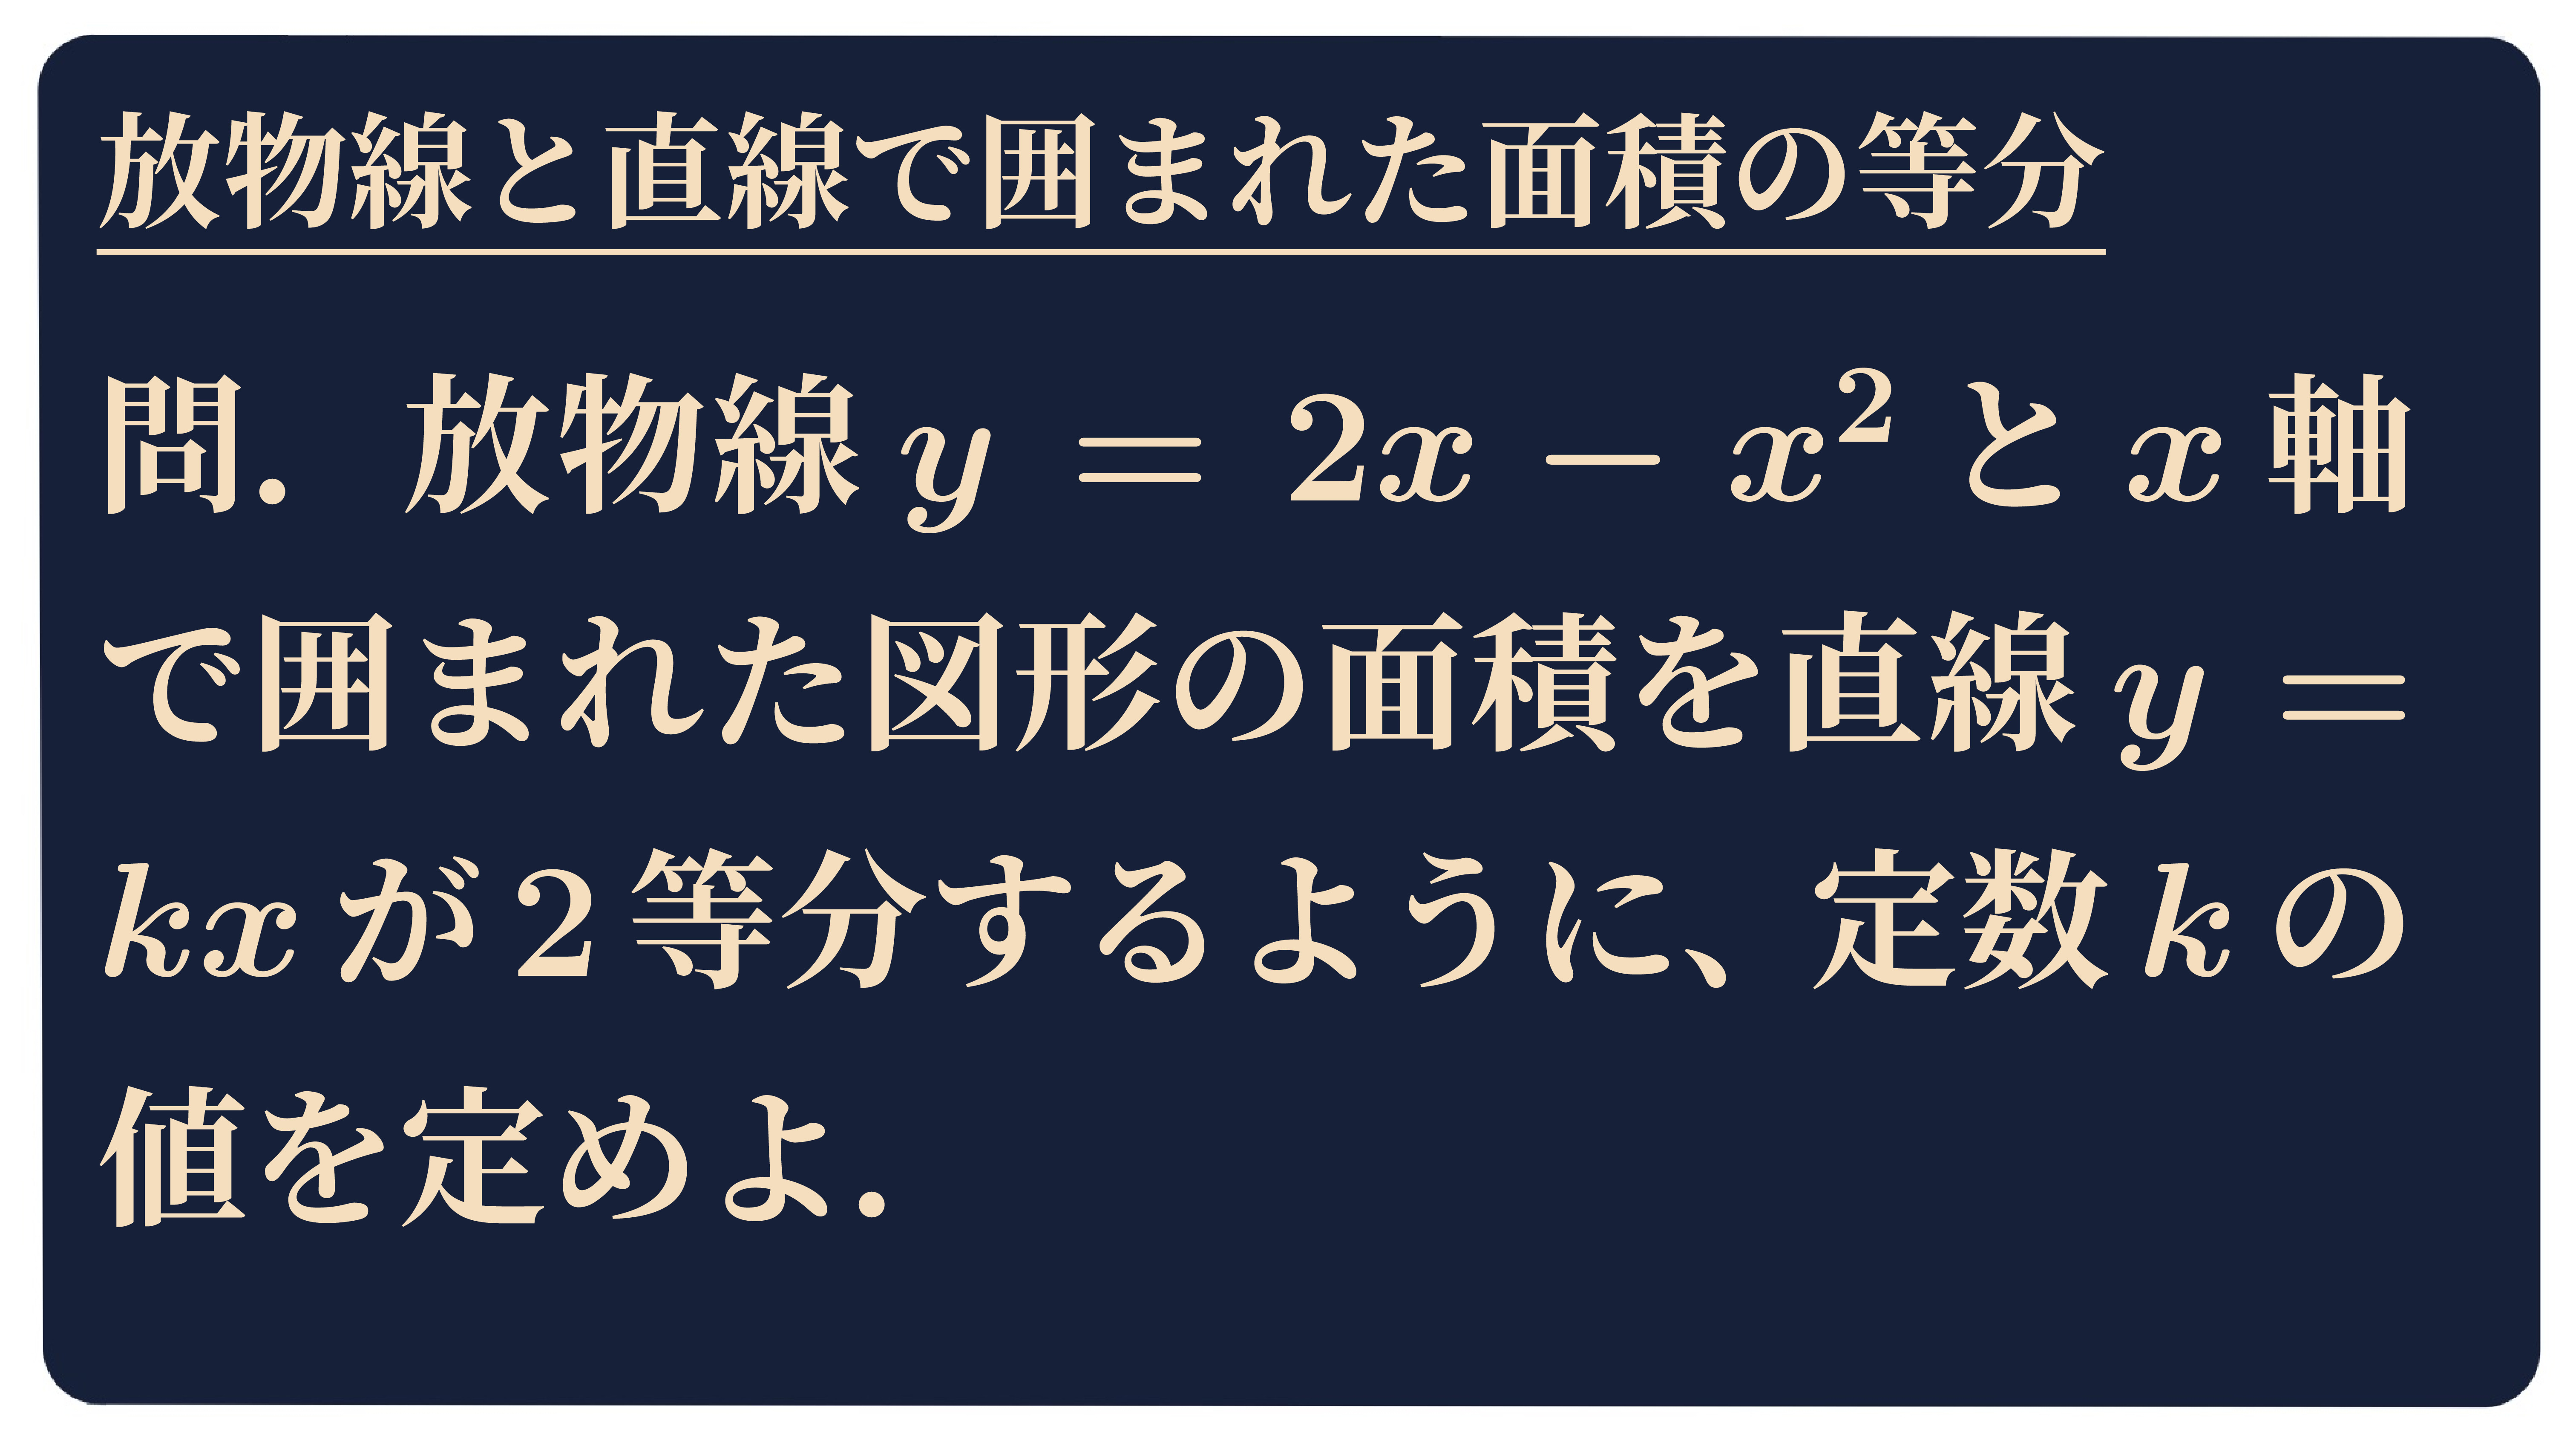 放物線と直線で囲まれた面積の等分
問. 放物線 y = 2x − x² と x 軸
で囲まれた図形の面積を直線 y =
kx が 2 等分するように、定数 k の
値を定めよ.